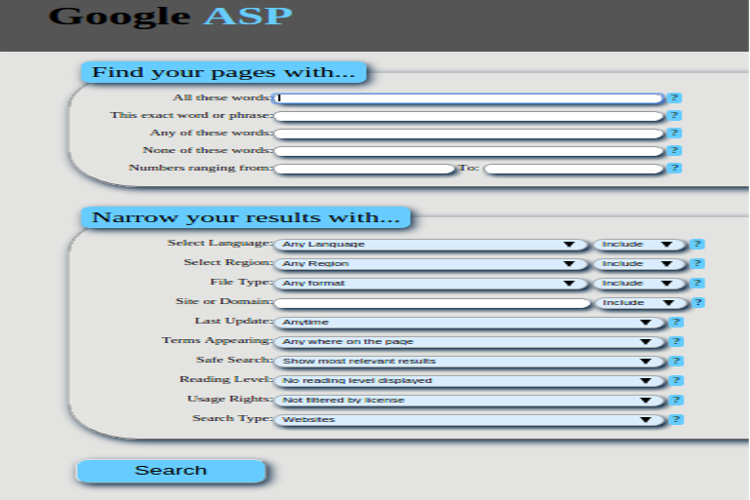 Google ASP
Find your pages with...
All these words: ?
This exact word or phrase: ?
Any of these words: ?
None of these words: ?
Numbers ranging from: To: ?
Narrow your results with...
Select Language: Any Language Include ?
Select Region: Any Region Include ?
File Type: Any format Include ?
Site or Domain: Include ?
Last Update: Anytime ?
Terms Appearing: Any where on the page ?
Safe Search: Show most relevant results ?
Reading Level: No reading level displayed ?
Usage Rights: Not filtered by license ?
Search Type: Websites ?
Search